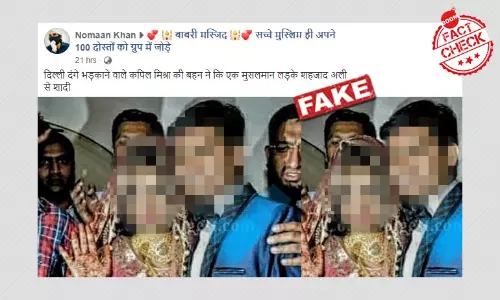 Nomaan Khan ▸ 💕 🕌 बाबरी मस्जिद 🕌💕 सच्चे मुस्लिम ही अपने
100 दोस्तों को ग्रुप में जोड़े
21 hrs ·
दिल्ली दंगे भड़काने वाले कपिल मिश्रा की बहन ने कि एक मुसलमान लड़के शहजाद अली
से शादी
FAKE
FACT
CHECK